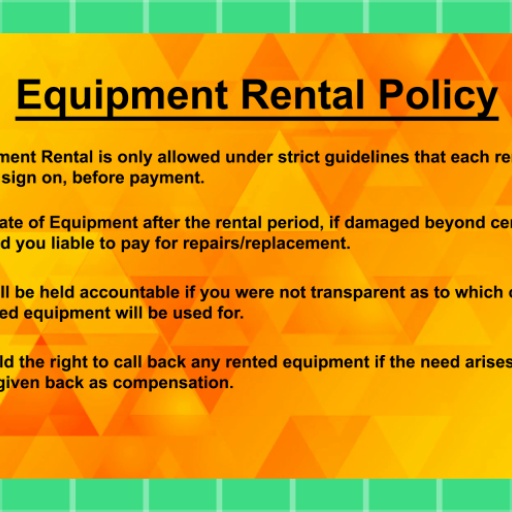 Equipment Rental Policy
ment Rental is only allowed under strict guidelines that each re
sign on, before payment.
ate of Equipment after the rental period, if damaged beyond cer
d you liable to pay for repairs/replacement.
ll be held accountable if you were not transparent as to which
ed equipment will be used for.
ld the right to call back any rented equipment if the need arises
given back as compensation.